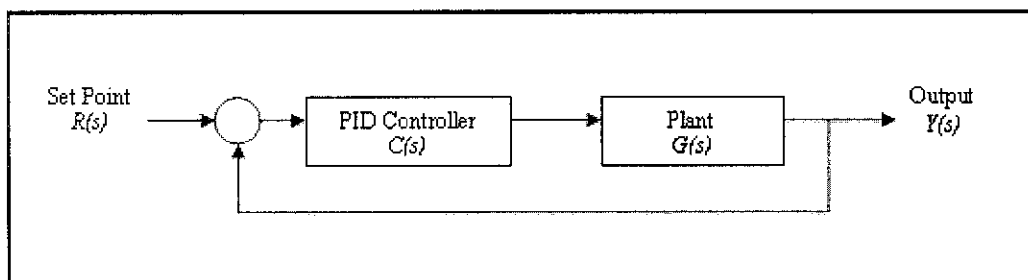 Set Point
R(s)
PID Controller
C(s)
Plant
G(s)
Output
Y(s)